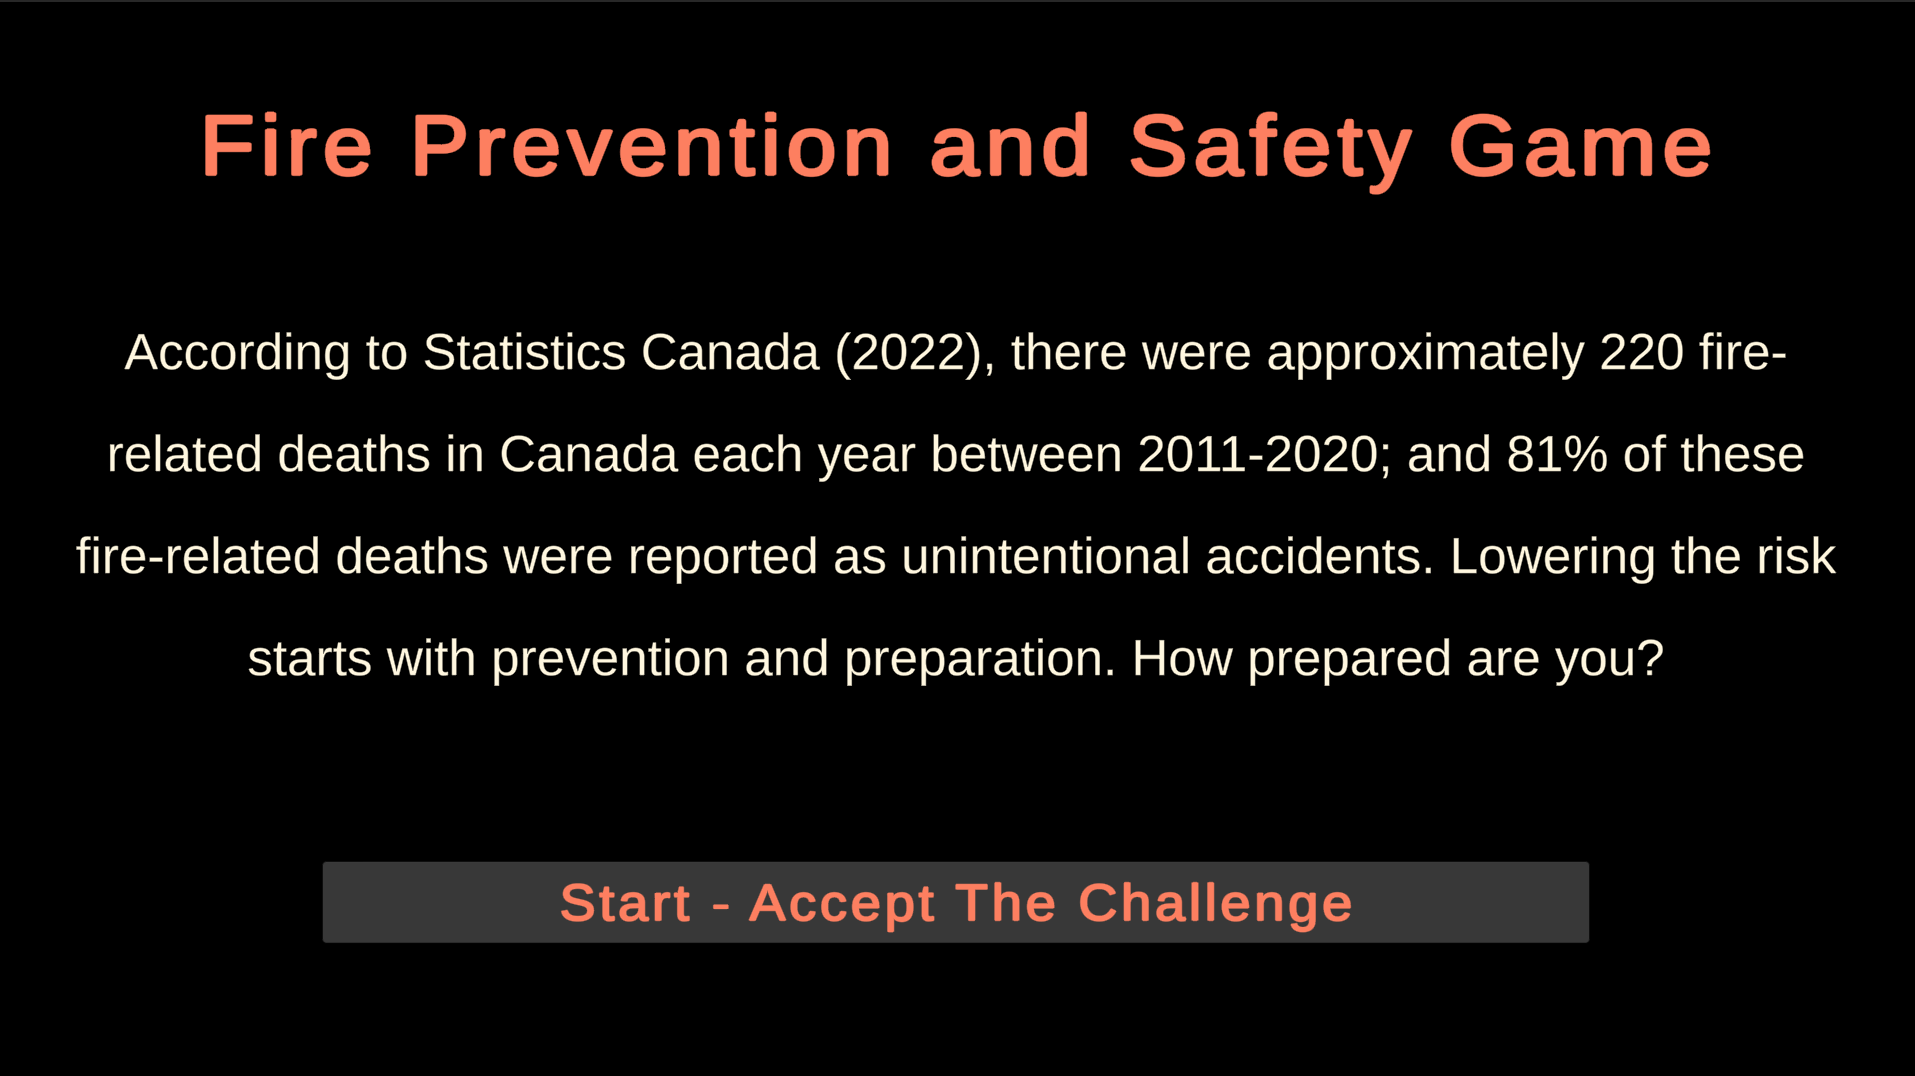 Fire Prevention and Safety Game
According to Statistics Canada (2022), there were approximately 220 fire-
related deaths in Canada each year between 2011-2020; and 81% of these
fire-related deaths were reported as unintentional accidents. Lowering the risk
starts with prevention and preparation. How prepared are you?
Start - Accept The Challenge